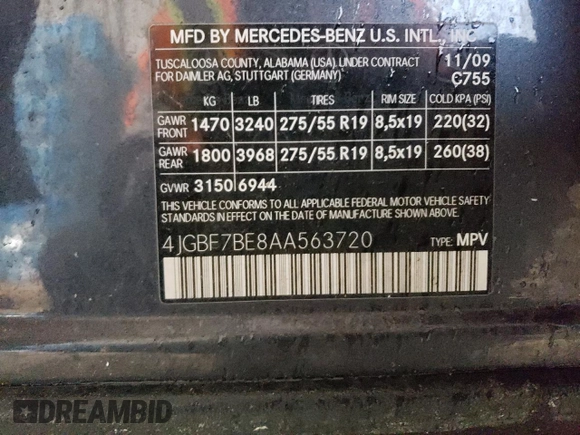 MFD BY MERCEDES-BENZ U.S. INTL., INC.
TUSCALOOSA COUNTY, ALABAMA (USA), UNDER CONTRACT 11/09
FOR DAIMLER AG, STUTTGART (GERMANY) C755
KG LB TIRES RIM SIZE COLD KPA (PSI)
GAWR FRONT 1470 3240 275/55 R19 8,5x19 220(32)
GAWR REAR 1800 3968 275/55 R19 8,5x19 260(38)
GVWR 3150 6944
THIS VEHICLE CONFORMS TO ALL APPLICABLE FEDERAL MOTOR VEHICLE SAFETY
STANDARDS IN EFFECT ON THE DATE OF MANUFACTURE SHOWN ABOVE.
4JGBF7BE8AA563720 TYPE: MPV
DREAMBID